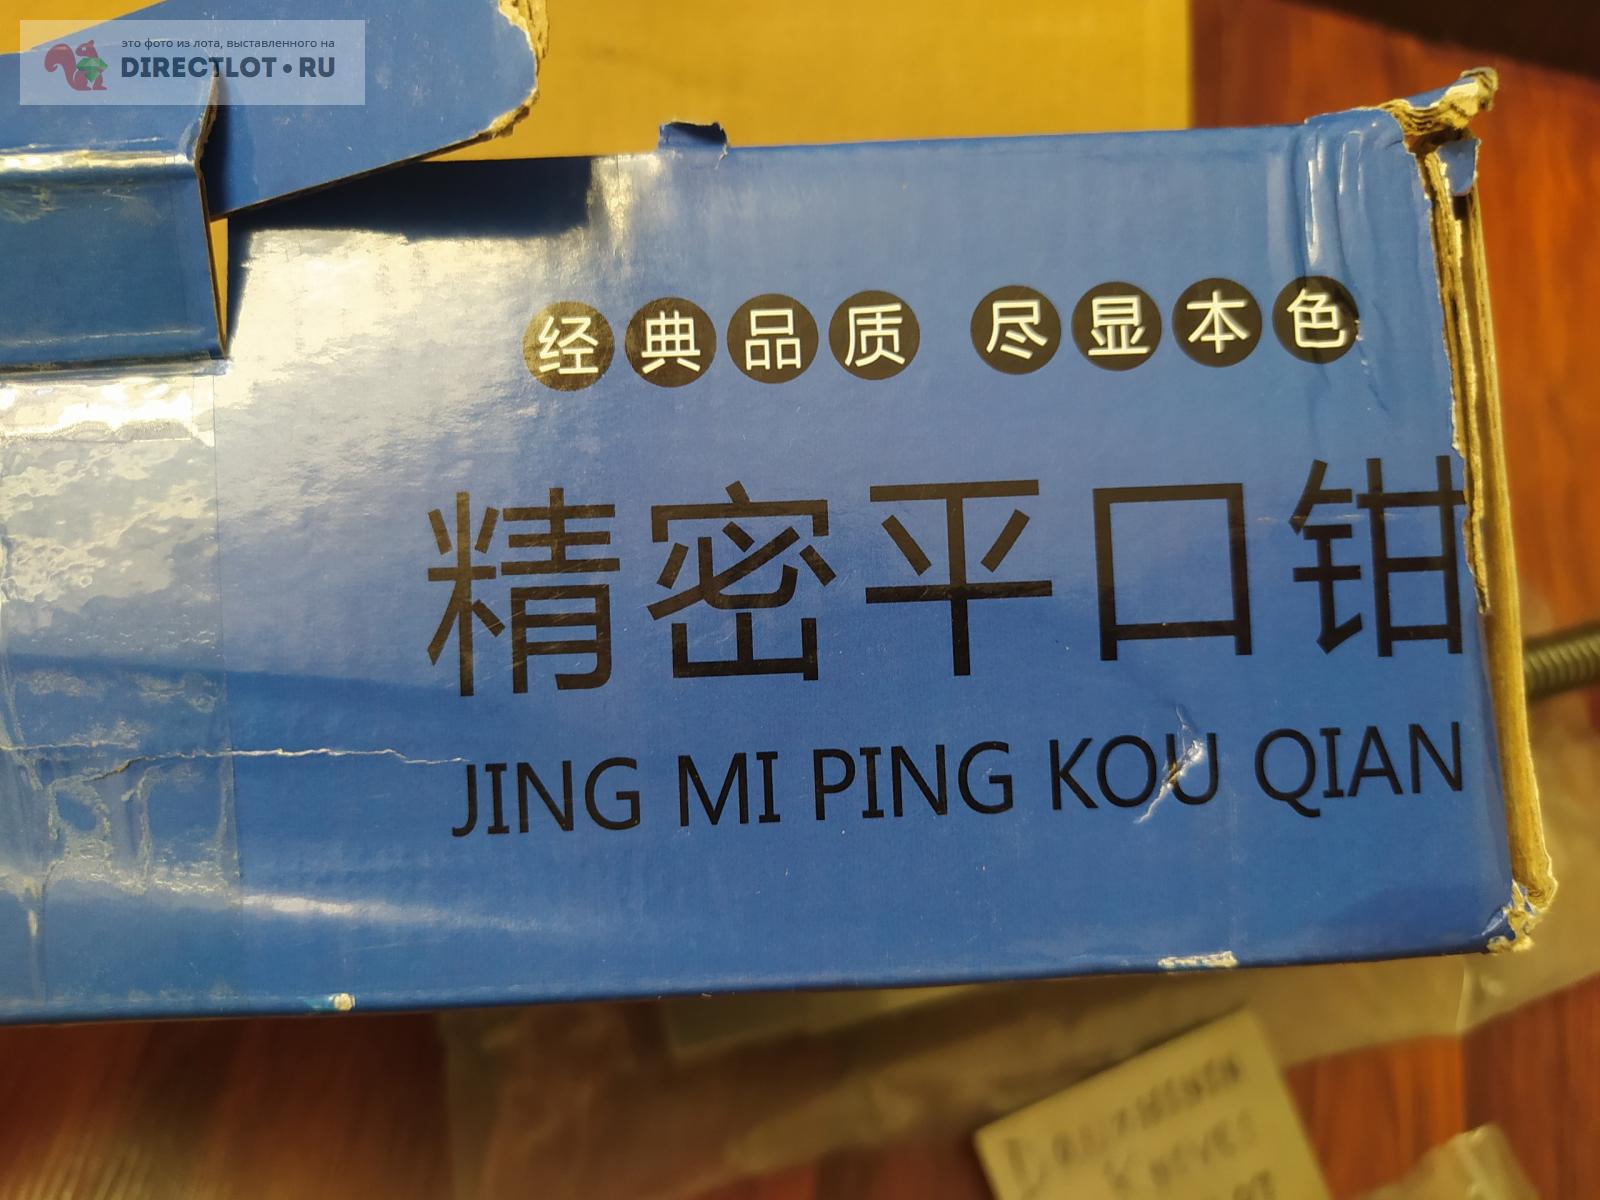 это фото из лота, выставленного на
DIRECTLOT•RU
经典品质 尽显本色
精密平口钳
JING MI PING KOU QIAN